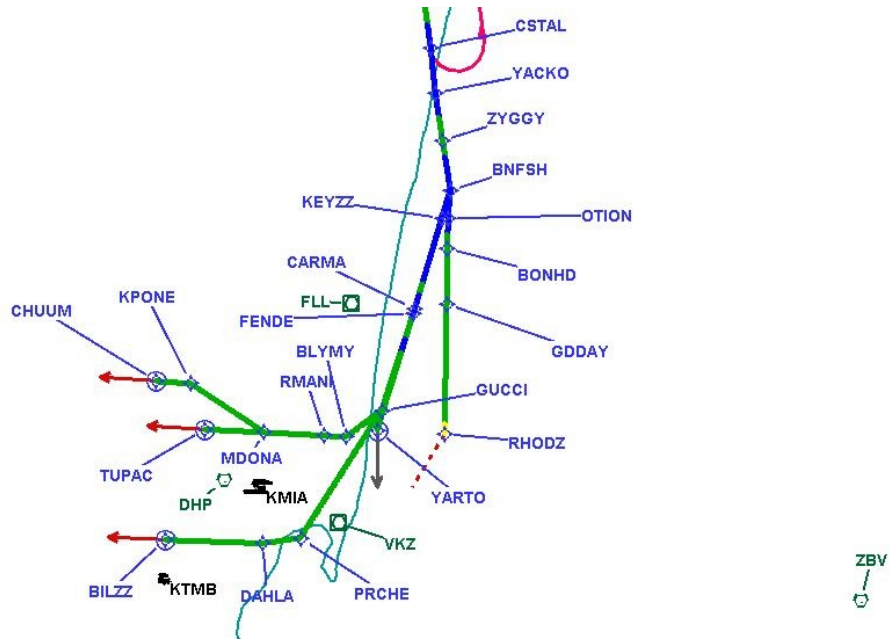 CSTAL
YACKO
ZYGGY
BNFSH
KEYZZ
OTION
CARMA
BONHD
KPONE
FLL
CHUUM
FENDE
BLYMY
GDDAY
RMANI
GUCCI
RHODZ
MDONA
TUPAC
YARTO
DHP
KMIA
VKZ
ZBV
BILZZ
KTMB
DAHLA
PRCHE